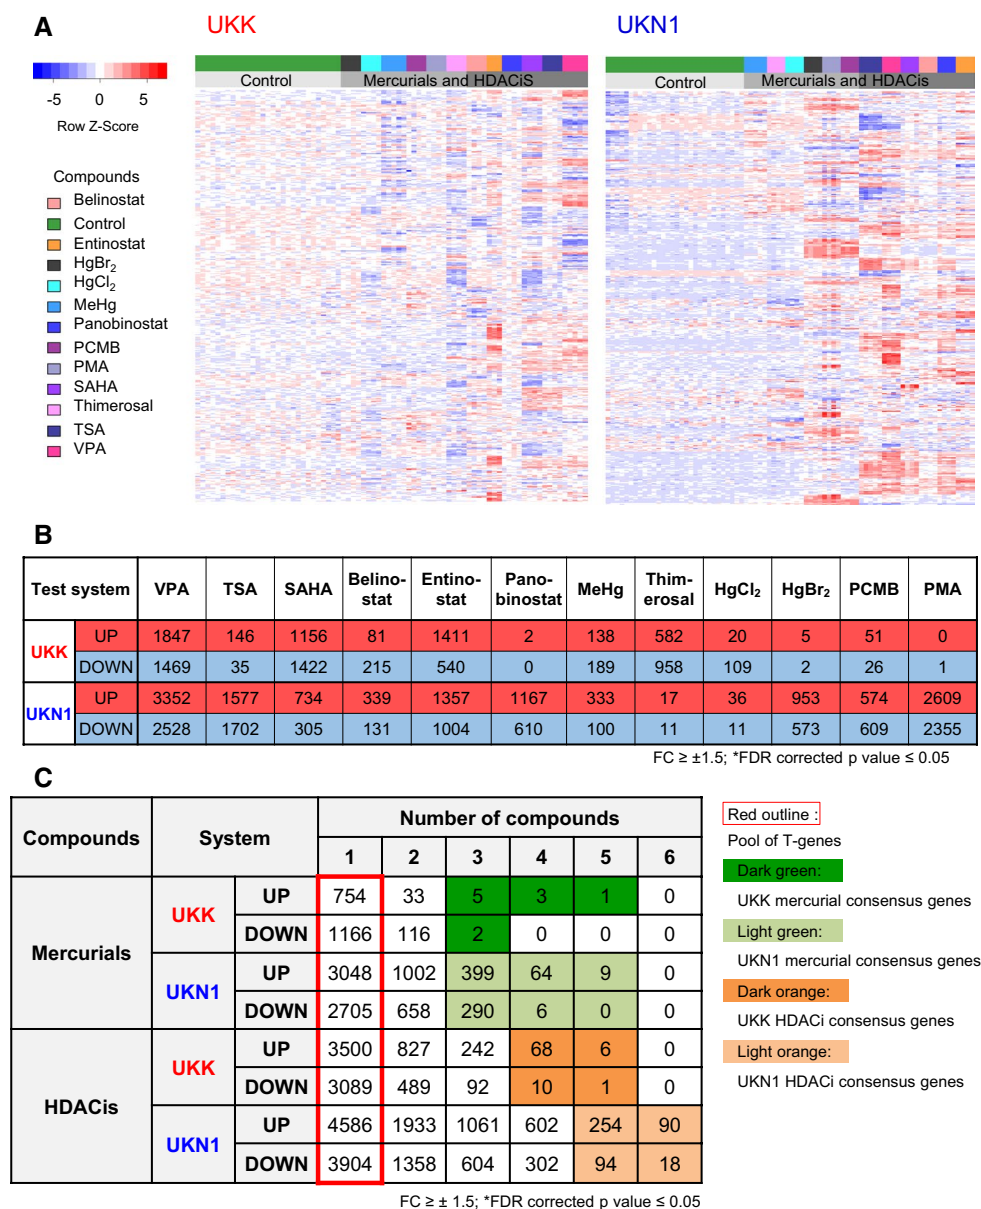 A
UKK
UKN1
-5 0 5
Row Z-Score
Control
Mercurials and HDACiS
Control
Mercurials and HDACis
Compounds
Belinostat
Control
Entinostat
HgBr₂
HgCl₂
MeHg
Panobinostat
PCMB
PMA
SAHA
Thimerosal
TSA
VPA
B
Test system VPA TSA SAHA Belino-stat Entino-stat Pano-binostat MeHg Thim-erosal HgCl₂ HgBr₂ PCMB PMA
UKK UP 1847 146 1156 81 1411 2 138 582 20 5 51 0
DOWN 1469 35 1422 215 540 0 189 958 109 2 26 1
UKN1 UP 3352 1577 734 339 1357 1167 333 17 36 953 574 2609
DOWN 2528 1702 305 131 1004 610 100 11 11 573 609 2355
FC ≥ ±1.5; *FDR corrected p value ≤ 0.05
C
Compounds System Number of compounds
1 2 3 4 5 6
Mercurials UKK UP 754 33 5 3 1 0
DOWN 1166 116 2 0 0 0
UKN1 UP 3048 1002 399 64 9 0
DOWN 2705 658 290 6 0 0
HDACis UKK UP 3500 827 242 68 6 0
DOWN 3089 489 92 10 1 0
UKN1 UP 4586 1933 1061 602 254 90
DOWN 3904 1358 604 302 94 18
FC ≥ ± 1.5; *FDR corrected p value ≤ 0.05
Red outline :
Pool of T-genes
Dark green:
UKK mercurial consensus genes
Light green:
UKN1 mercurial consensus genes
Dark orange:
UKK HDACi consensus genes
Light orange:
UKN1 HDACi consensus genes